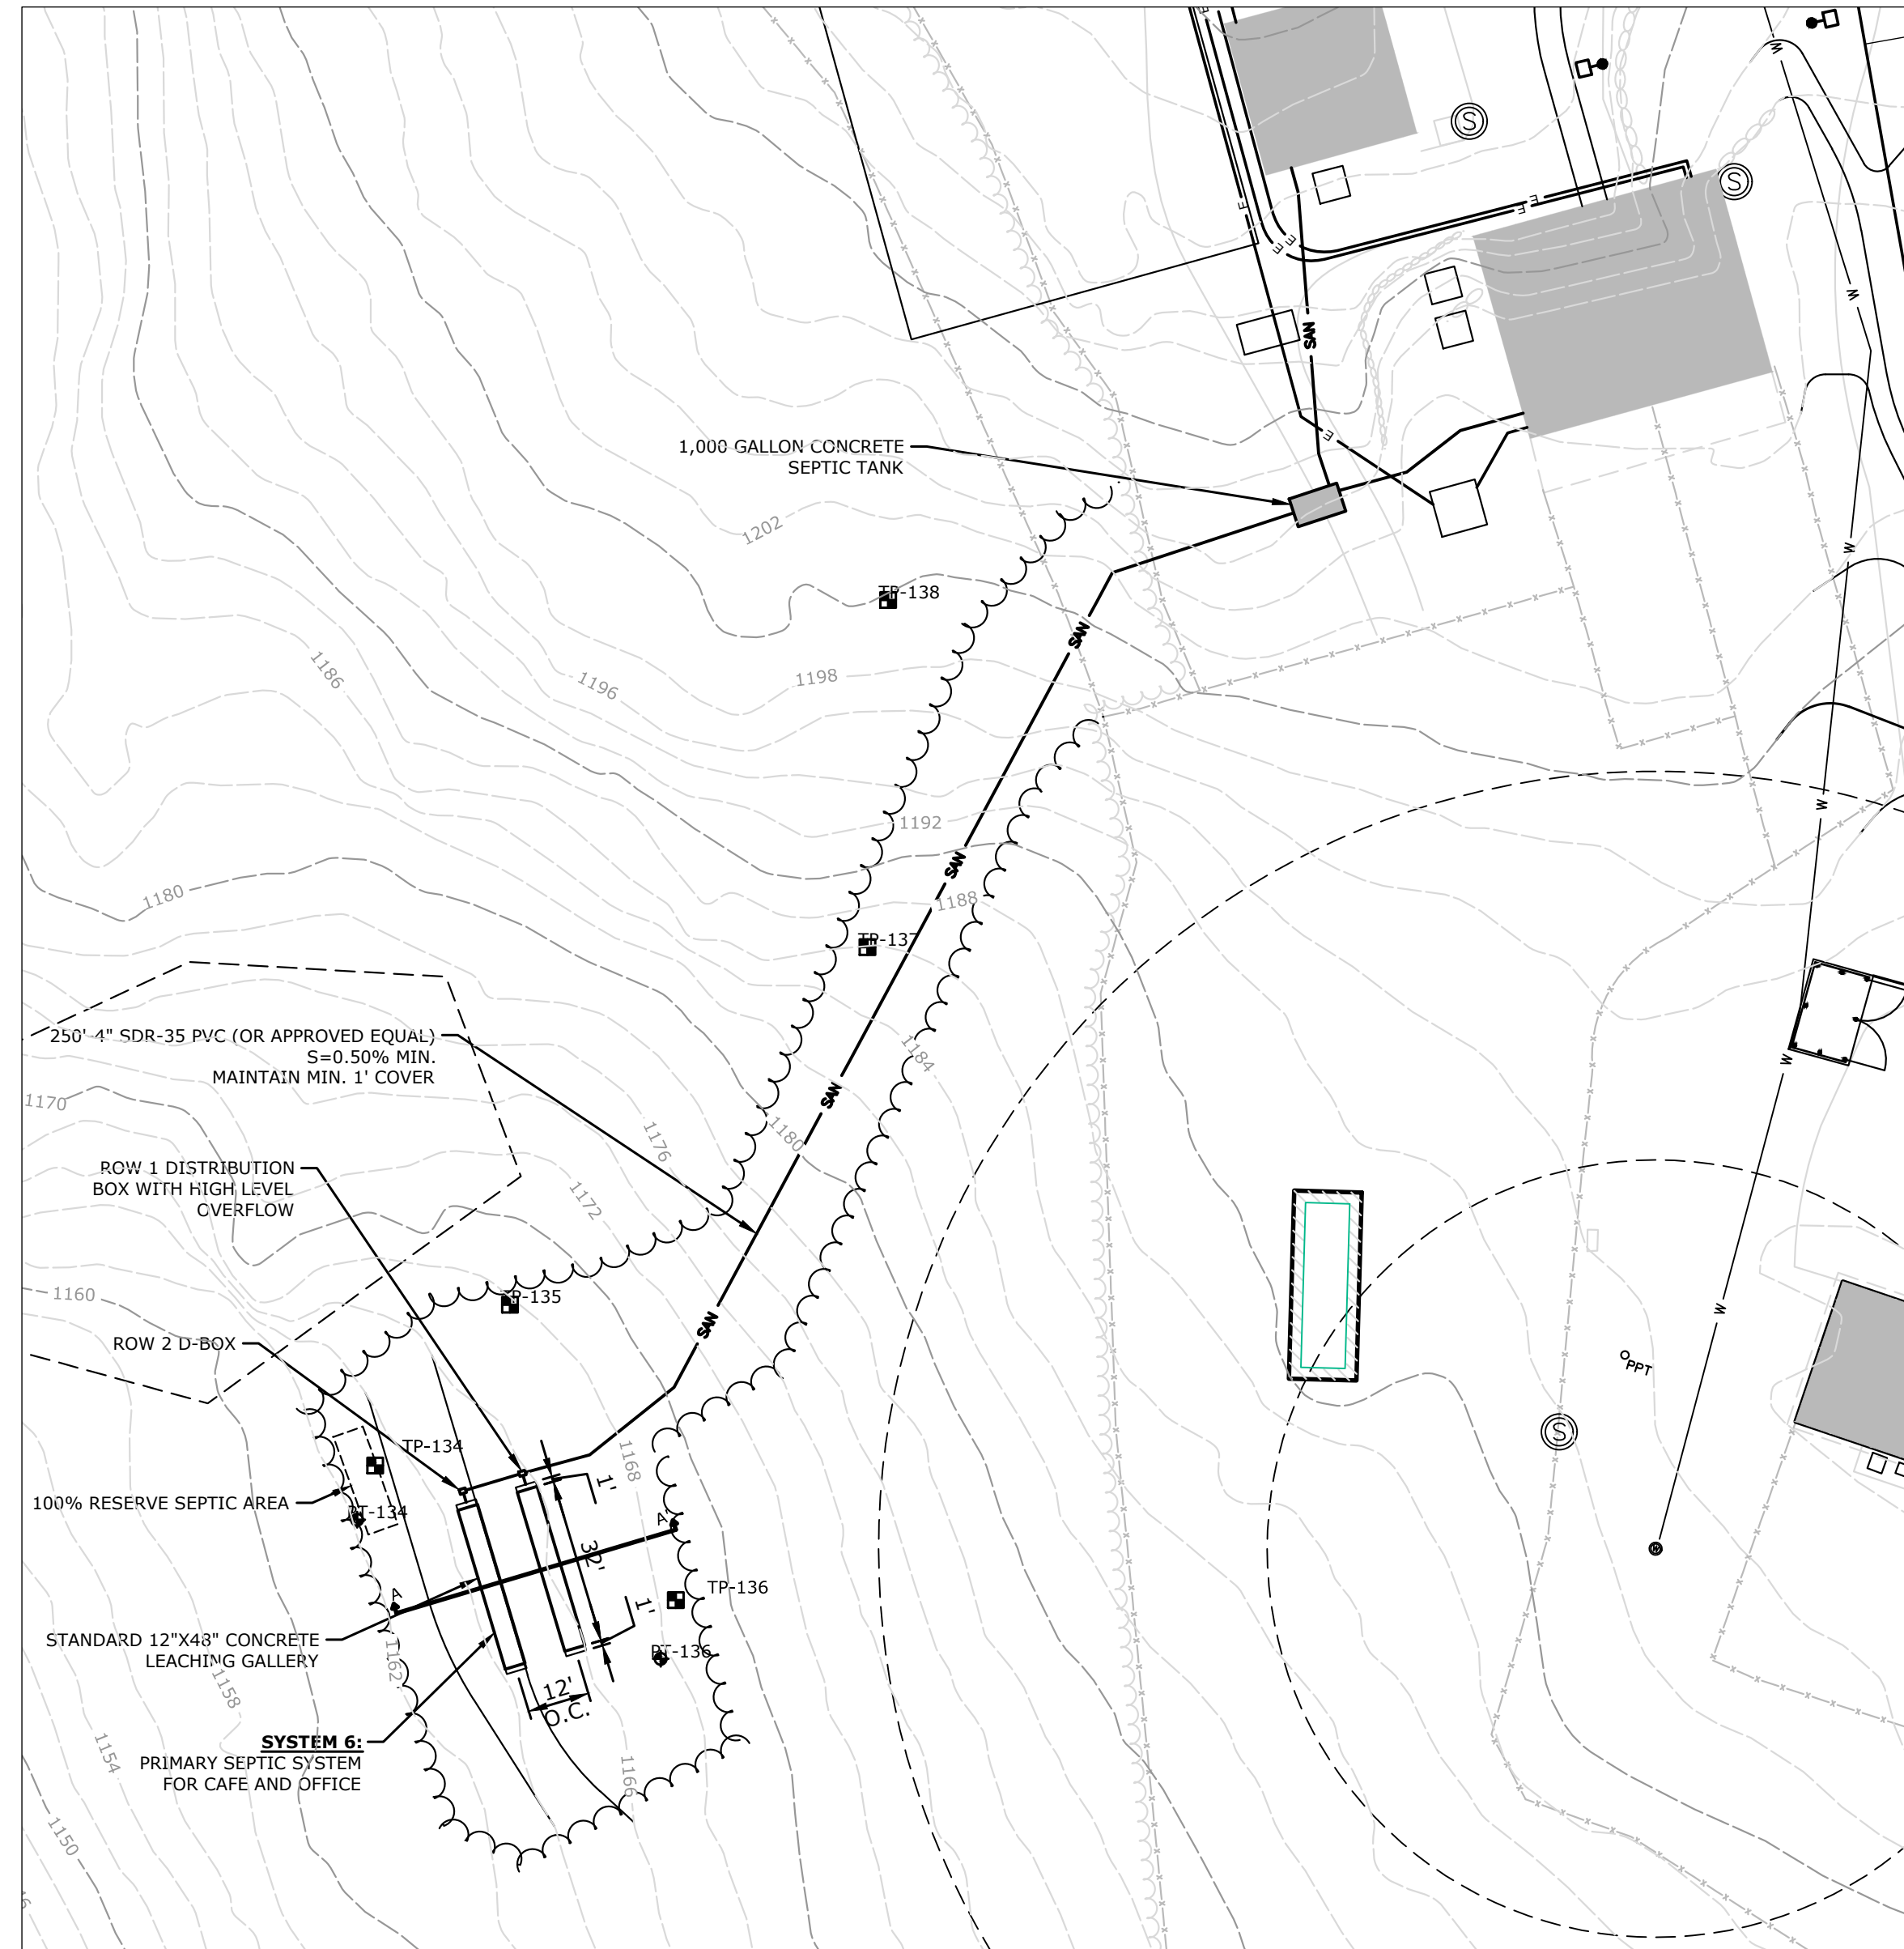 W
W
E
S
S
E
E
E
E
E
W
SAN
E
1,000 GALLON CONCRETE
SEPTIC TANK
1202
W
TP-138
SAN
1186
1196
1198
W
1192
SAN
1180
1188
TP-137
250'-4" SDR-35 PVC (OR APPROVED EQUAL)
S=0.50% MIN.
MAINTAIN MIN. 1' COVER
1184
W
SAN
1170
1180
1176
ROW 1 DISTRIBUTION
BOX WITH HIGH LEVEL
OVERFLOW
1172
1160
TP-135
W
SAN
ROW 2 D-BOX
PPT
S
TP-134
1168
1'
100% RESERVE SEPTIC AREA
PT-134
A'
32'
W
TP-136
A
1'
STANDARD 12"X48" CONCRETE
LEACHING GALLERY
1162
PT-136
1158
12'
O.C.
SYSTEM 6:
PRIMARY SEPTIC SYSTEM
FOR CAFE AND OFFICE
1154
1166
1150